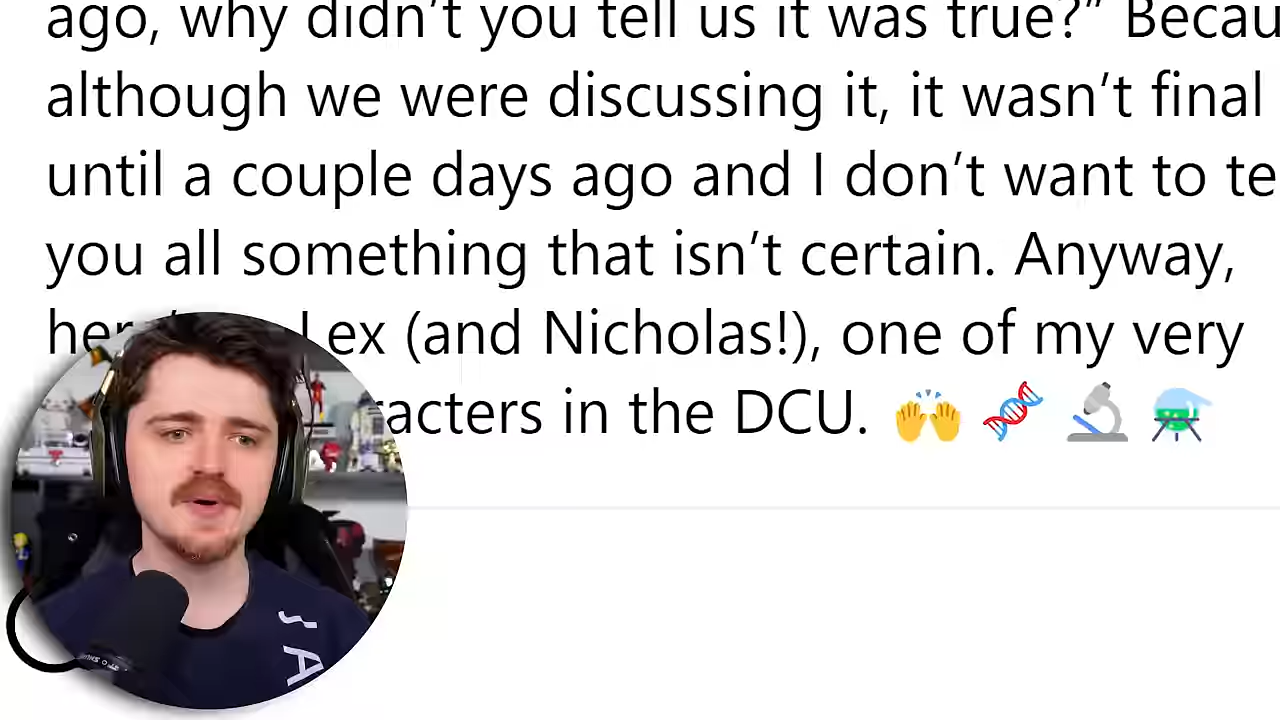 ago, why didn’t you tell us it was true?” Becau
although we were discussing it, it wasn’t final
until a couple days ago and I don’t want to te
you all something that isn’t certain. Anyway,
her Lex (and Nicholas!), one of my very
racters in the DCU. 🙌 🧬 🔬 ⚗️